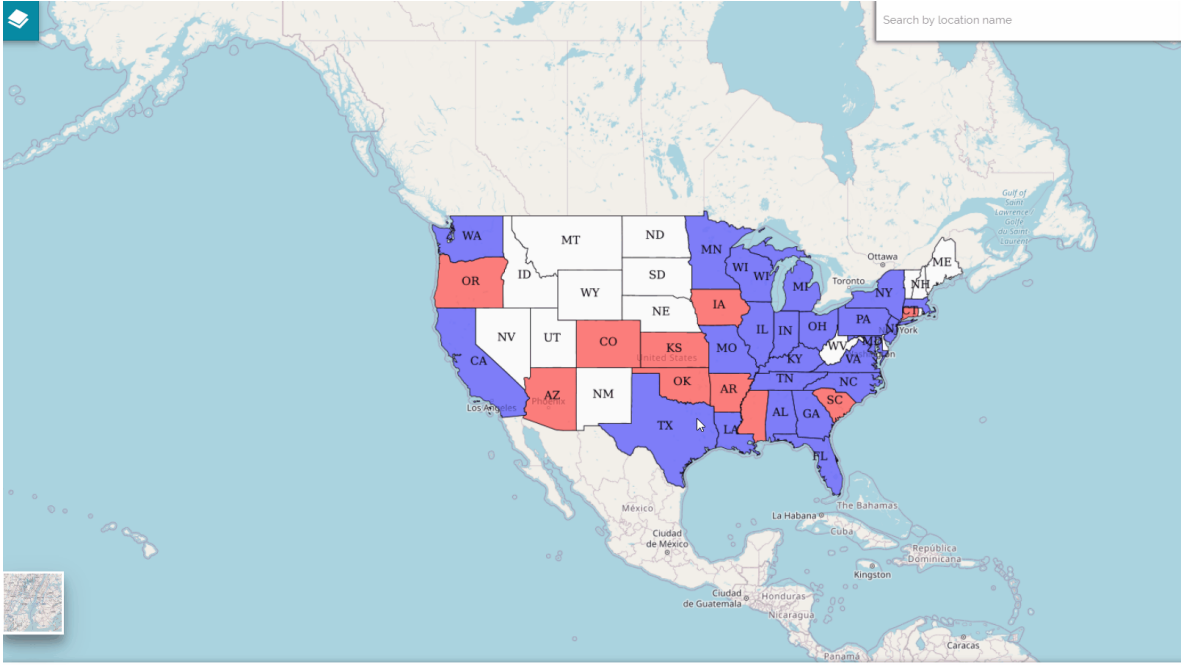 Search by location name
Gulf of
Saint
Lawrence /
Golfe
du Saint-
Laurent
WA
MT
ND
MN
ME
Ottawa
OR
ID
SD
WI
WI
MI
Toronto
NH
WY
NE
IA
NY
CT
NV
UT
CO
KS
United States
MO
IL
IN
OH
PA
NJ
York
WV
MD
VA
CA
KY
AZ
Phoenix
NM
OK
AR
TN
NC
SC
Los Angeles
TX
LA
AL
GA
FL
México
The Bahamas
La Habana
Cuba
Ciudad
de México
República
Dominicana
Kingston
Ciudad
de Guatemala
Honduras
Nicaragua
Caracas
Panamá